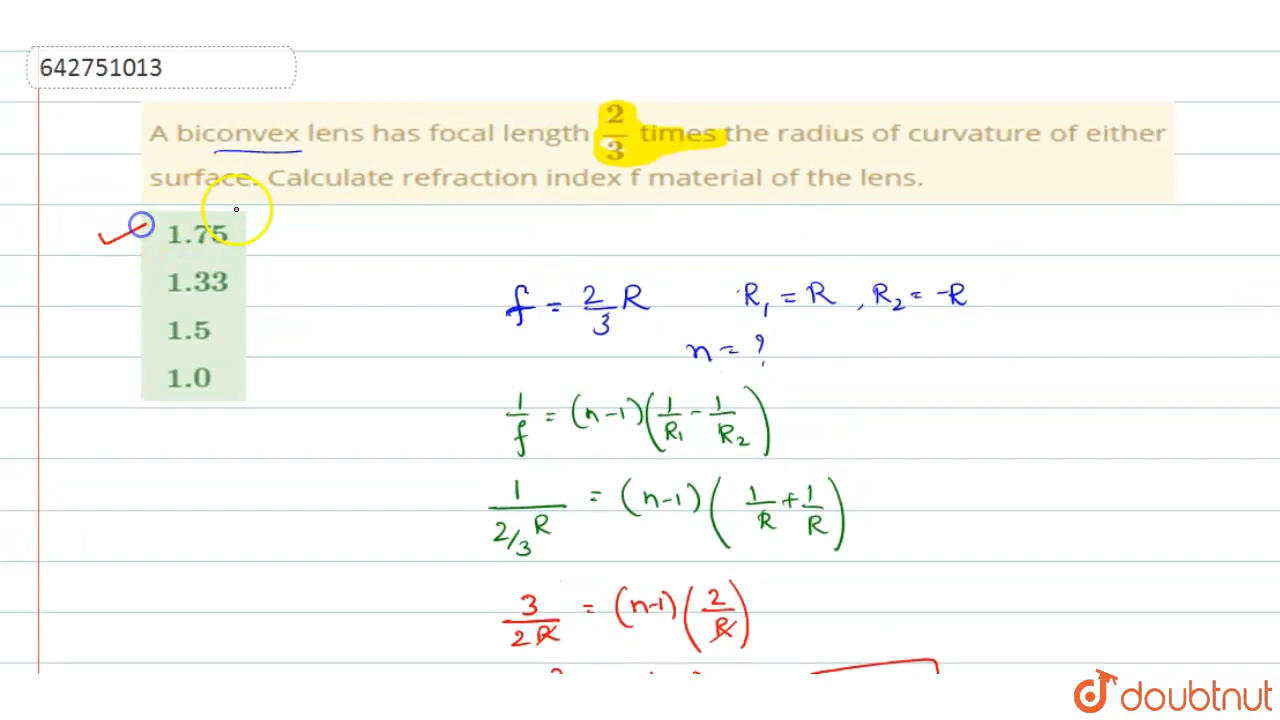 642751013
A biconvex lens has focal length 2/3 times the radius of curvature of either
surface. Calculate refraction index f material of the lens.
1.75
1.33
1.5
1.0
f = 2/3 R R₁ = R , R₂ = -R
n = ?
1/f = (n-1)(1/R₁ - 1/R₂)
1/(2/3 R) = (n-1)(1/R + 1/R)
3/2R = (n-1)(2/R)
doubtnut